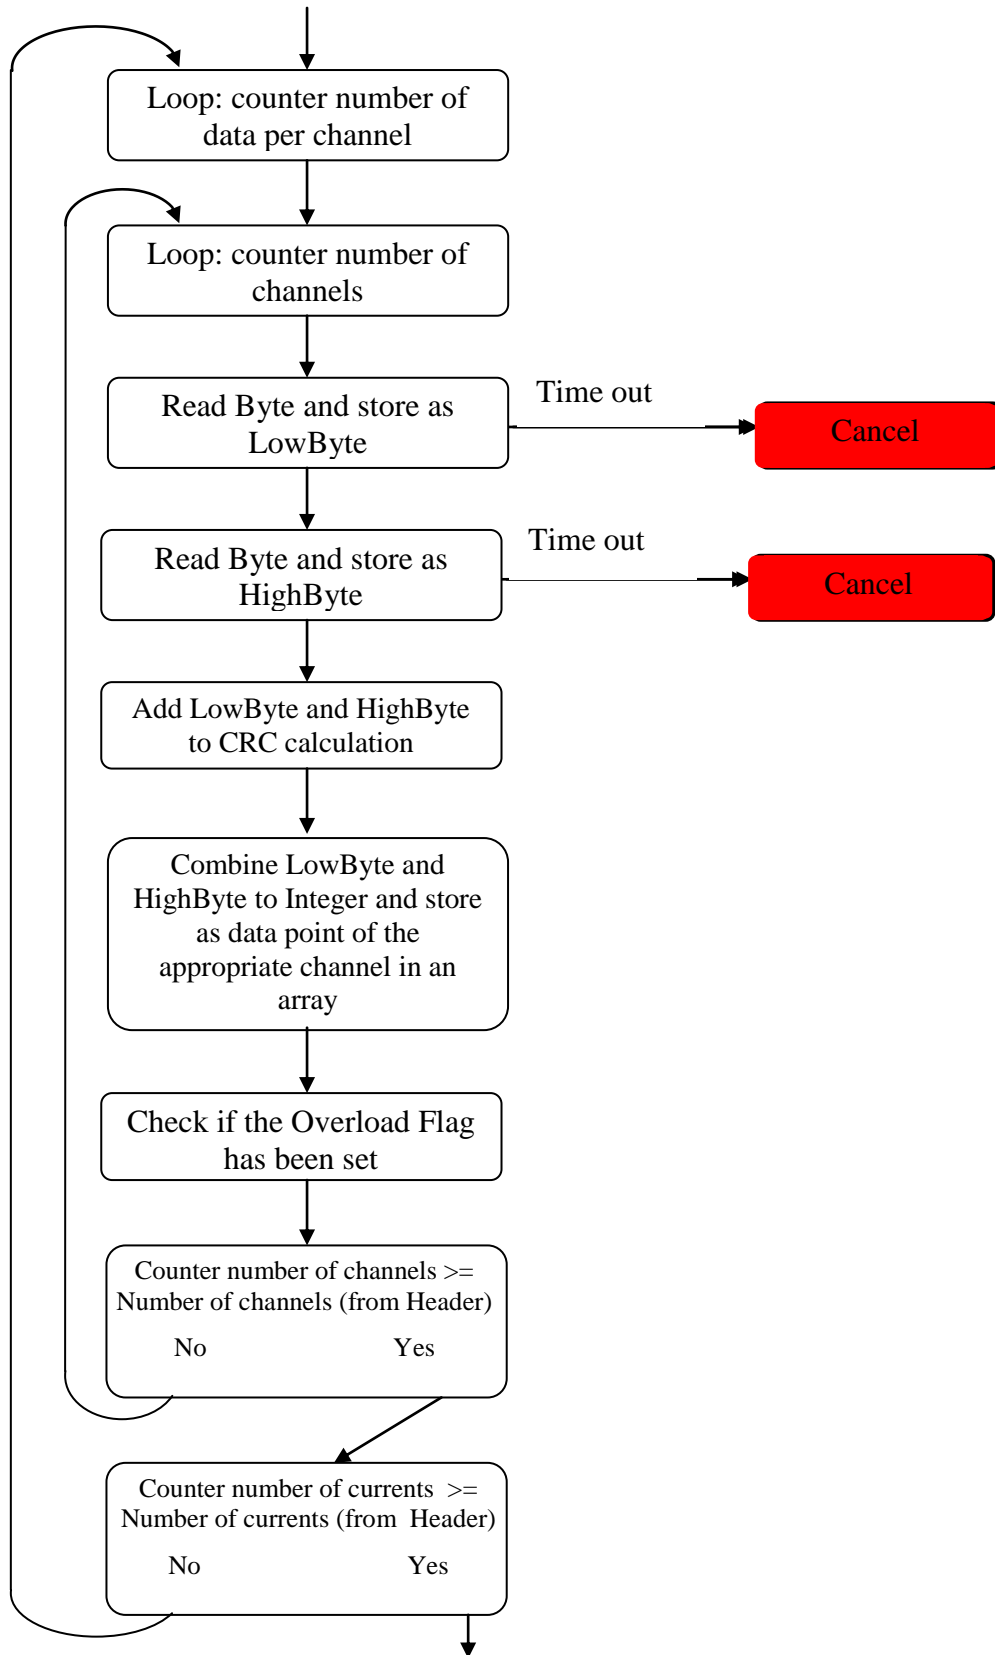 Loop: counter number of
data per channel
Loop: counter number of
channels
Read Byte and store as
LowByte
Time out
Cancel
Read Byte and store as
HighByte
Time out
Cancel
Add LowByte and HighByte
to CRC calculation
Combine LowByte and
HighByte to Integer and store
as data point of the
appropriate channel in an
array
Check if the Overload Flag
has been set
Counter number of channels >=
Number of channels (from Header)
No Yes
Counter number of currents >=
Number of currents (from Header)
No Yes